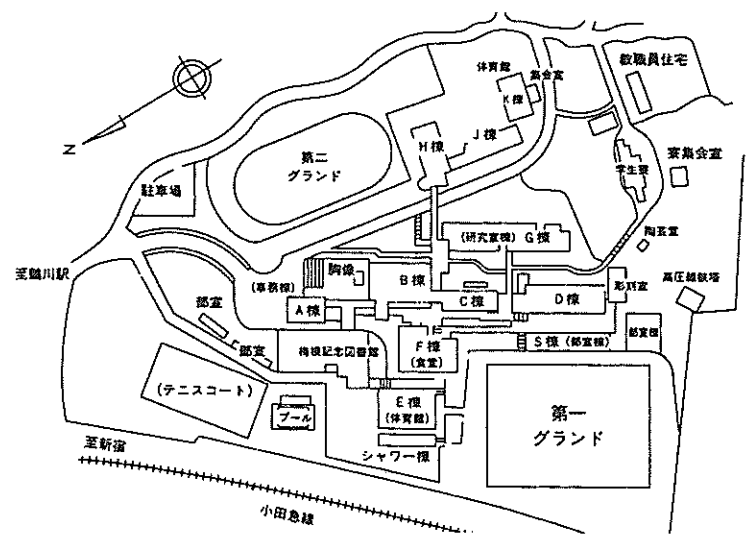 教職員住宅
体育館
集会室
K棟
J棟
H棟
N
第二
グランド
学生寮
寮集会室
駐車場
陶芸室
(研究室棟) G棟
至鶴川駅
胸像
B棟
(事務棟)
高圧線鉄塔
彫刻室
A棟
C棟
D棟
部室
部室
梅根記念図書館
F棟
(食堂)
S棟(部室棟)
部室棟
(テニスコート)
プール
E棟
(体育館)
第一
グランド
シャワー棟
至新宿
小田急線